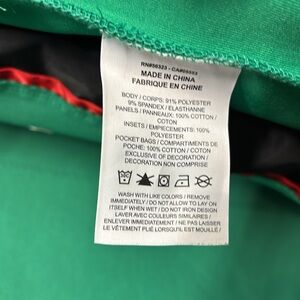 RN#56323 - CA#05553
MADE IN CHINA
FABRIQUE EN CHINE
BODY / CORPS: 91% POLYESTER
9% SPANDEX / ELASTHANNE
PANELS / PANNEAUX: 100% COTTON /
COTON
INSETS / EMPIECEMENTS: 100%
POLYESTER
POCKET BAGS / COMPARTIMENTS DE
POCHE: 100% COTTON / COTON
EXCLUSIVE OF DECORATION /
DECORATION NON COMPRISE
WASH WITH LIKE COLORS / REMOVE
IMMEDIATELY / DO NOT ALLOW TO LAY ON
ITSELF WHEN WET / DO NOT IRON DESIGN
LAVER AVEC COULEURS SIMILAIRES /
ENLEVER IMMEDIATEMENT / NE PAS LAISSER
LE VÊTEMENT PLIÉ LORSQU'IL EST MOUILLÉ /